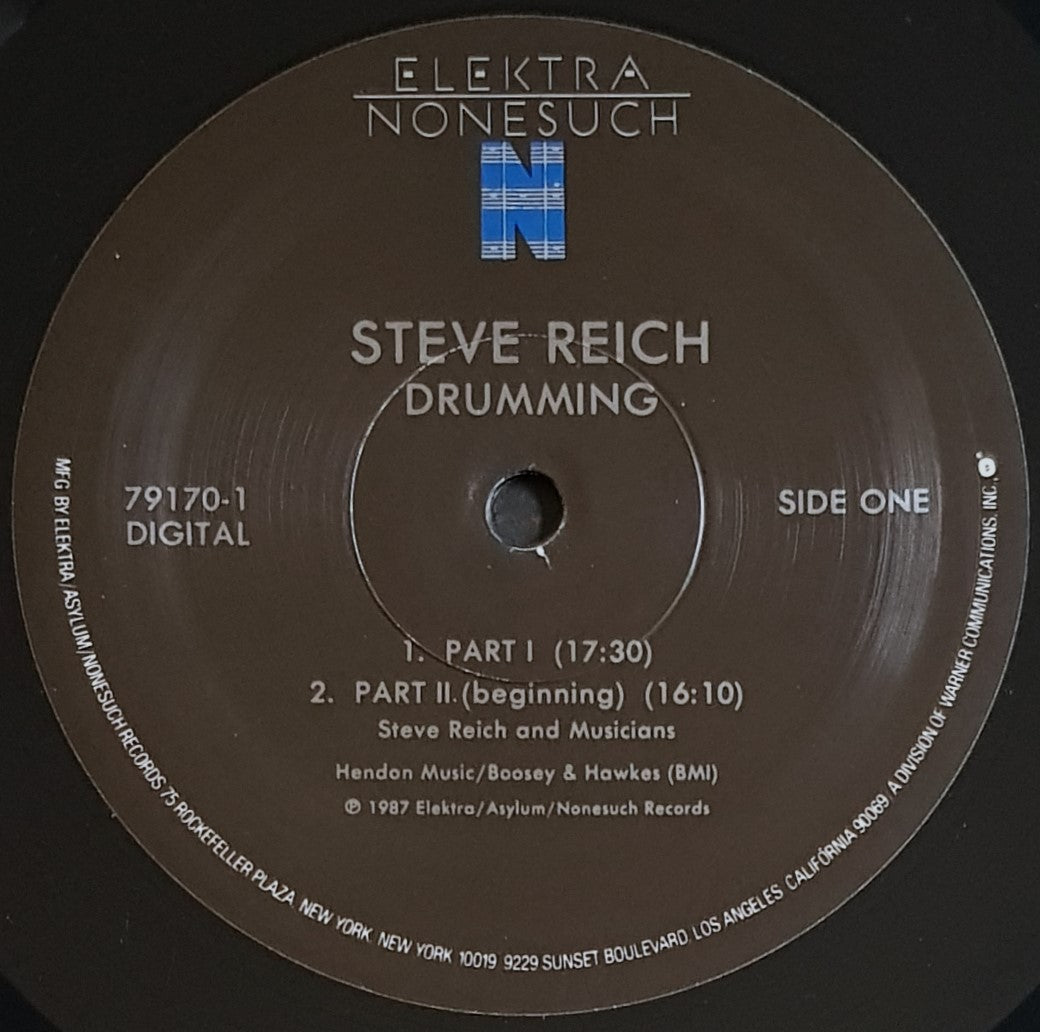 ELEKTRA
NONESUCH
N
STEVE REICH
DRUMMING
79170-1
DIGITAL
SIDE ONE
1. PART I (17:30)
2. PART II (beginning) (16:10)
Steve Reich and Musicians
Hendon Music/Boosey & Hawkes (BMI)
℗ 1987 Elektra/Asylum/Nonesuch Records
MFG BY ELEKTRA/ASYLUM/NONESUCH RECORDS 75 ROCKEFELLER PLAZA NEW YORK NEW YORK 10019 9229 SUNSET BOULEVARD LOS ANGELES CALIFORNIA 90069 A DIVISION OF WARNER COMMUNICATIONS. INC.